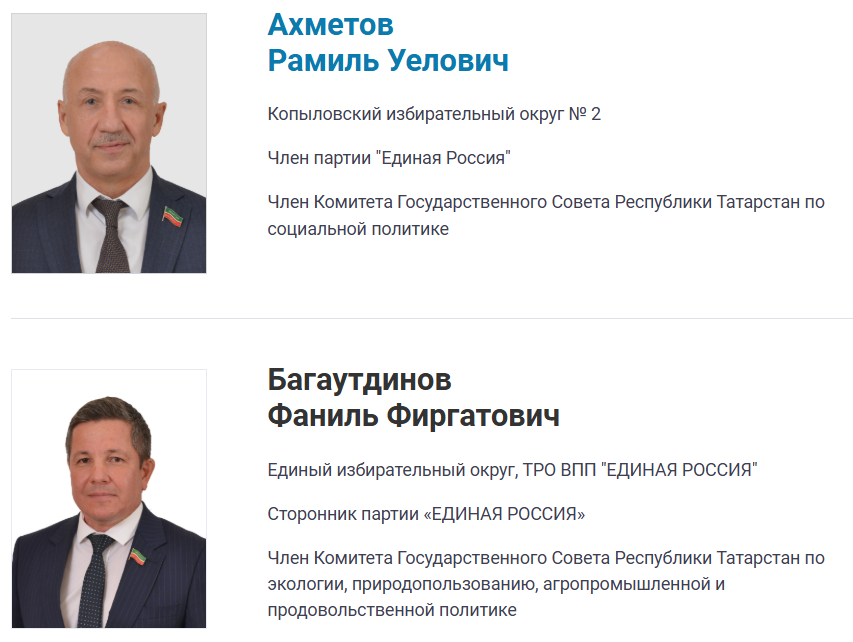 Ахметов
Рамиль Уелович
Копыловский избирательный округ № 2
Член партии "Единая Россия"
Член Комитета Государственного Совета Республики Татарстан по
социальной политике
Багаутдинов
Фаниль Фиргатович
Единый избирательный округ, ТРО ВПП "ЕДИНАЯ РОССИЯ"
Сторонник партии «ЕДИНАЯ РОССИЯ»
Член Комитета Государственного Совета Республики Татарстан по
экологии, природопользованию, агропромышленной и
продовольственной политике